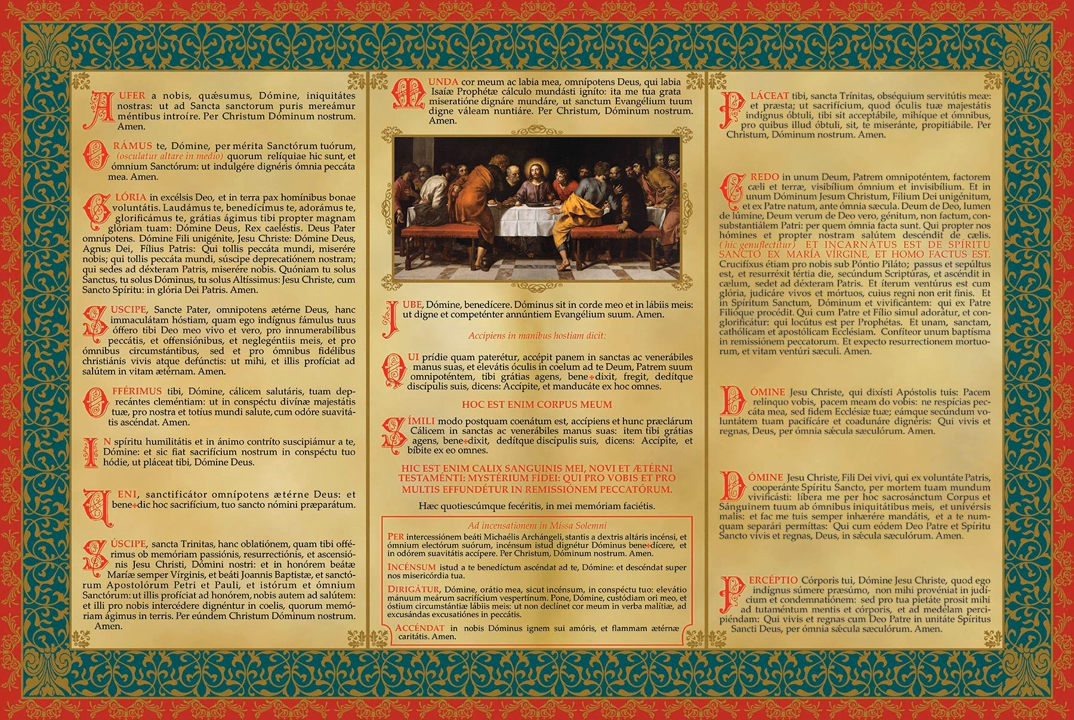 AUFER a nobis, quǽsumus, Dómine, iniquitátes
nostras: ut ad Sancta sanctorum puris mereámur
méntibus introíre. Per Christum Dóminum nostrum.
Amen.
ORÁMUS te, Dómine, per mérita Sanctórum tuórum,
(osculatur altare in medio) quorum relíquiae hic sunt, et
ómnium Sanctórum: ut indulgére dignéris ómnia peccáta
mea. Amen.
GLÓRIA in excélsis Deo, et in terra pax homínibus bonae
voluntátis. Laudámus te, benedícimus te, adorámus te,
glorificámus te, grátias ágimus tibi propter magnam
glóriam tuam: Dómine Deus, Rex caeléstis. Deus Pater
omnípotens. Dómine Fili unigénite, Jesu Christe: Dómine Deus,
Agnus Dei, Fílius Patris: Qui tollis peccáta mundi, miserére
nobis; qui tollis peccáta mundi, súscipe deprecatiónem nostram;
qui sedes ad déxteram Patris, miserére nobis. Quóniam tu solus
Sanctus, tu solus Dóminus, tu solus Altíssimus: Jesu Christe, cum
Sancto Spíritu: in glória Dei Patris. Amen.
SUSCIPE, Sancte Pater, omnipotens ætérne Deus, hanc
immaculátam hóstiam, quam ego indígnus fámulus tuus
óffero tibi Deo meo vivo et vero, pro innumerabílibus
peccátis, et offensiónibus, et neglegéntiis meis, et pro
ómnibus circumstántibus, sed et pro ómnibus fidélibus
christiánis vivis atque defúnctis: ut mihi, et illis profíciat ad
salútem in vitam ætérnam. Amen.
OFFÉRIMUS tibi, Dómine, cálicem salutáris, tuam dep-
recántes cleméntiam: ut in conspéctu divínæ majestátis
tuæ, pro nostra et totíus mundi salute, cum odóre suavitá-
tis ascéndat. Amen.
IN spíritu humilitátis et in ánimo contríto suscipiámur a te,
Dómine: et sic fiat sacrifícium nostrum in conspéctu tuo
hódie, ut pláceat tibi, Dómine Deus.
VENI, sanctificátor omnípotens ætérne Deus: et
bene+dic hoc sacrifícium, tuo sancto nómini præparátum.
SÚSCIPE, sancta Trinitas, hanc oblatiónem, quam tibi offé-
rimus ob memóriam passiónis, resurrectiónis, et ascensió-
nis Jesu Christi, Dómini nostri: et in honórem beátæ
Maríæ semper Vírginis, et beáti Joannis Baptistæ, et sanctó-
rum Apostolórum Petri et Pauli, et istórum et ómnium
Sanctórum: ut illis profíciat ad honórem, nobis autem ad salútem:
et illi pro nobis intercédere dignéntur in coelis, quorum memó-
riam ágimus in terris. Per eúndem Christum Dóminum nostrum.
Amen.
MUNDA cor meum ac labia mea, omnípotens Deus, qui labia
Isaíæ Prophétæ cálculo mundásti igníto: ita me tua grata
miseratióne dignáre mundáre, ut sanctum Evangélium tuum
digne váleam nuntiáre. Per Christum, Dóminum nostrum.
Amen.
JUBE, Dómine, benedícere. Dóminus sit in corde meo et in lábiis meis:
ut digne et competénter annúntiem Evangélium suum. Amen.
Accipiens in manibus hostiam dicit:
QUI prídie quam paterétur, accépit panem in sanctas ac venerábiles
manus suas, et elevátis óculis in coelum ad te Deum, Patrem suum
omnipoténtem, tibi grátias agens, bene+dixit, fregit, dedítque
discípulis suis, dicens: Accípite, et manducáte ex hoc omnes.
HOC EST ENIM CORPUS MEUM
SÍMILI modo postquam coenátum est, accípiens et hunc præclárum
Cálicem in sanctas ac venerábiles manus suas: item tibi grátias
agens, bene+dixit, dedítque discípulis suis, dicens: Accípite, et
bíbite ex eo omnes.
HIC EST ENIM CALIX SANGUINIS MEI, NOVI ET ÆTÉRNI
TESTAMÉNTI: MYSTÉRIUM FIDEI: QUI PRO VOBIS ET PRO
MULTIS EFFUNDÉTUR IN REMISSIÓNEM PECCATÓRUM.
Hæc quotiescúmque fecéritis, in mei memóriam faciétis.
Ad incensationem in Missa Solemni
PER intercessiónem beáti Michaélis Archángeli, stantis a dextris altáris incénsi, et
ómnium electórum suórum, incénsum istud dignétur Dóminus bene+dícere, et
in odórem suavitátis accípere. Per Christum, Dóminum nostrum. Amen.
INCÉNSUM istud a te benedíctum ascéndat ad te, Dómine: et descéndat super
nos misericórdia tua.
DIRIGÁTUR, Dómine, orátio mea, sicut incénsum, in conspéctu tuo: elevátio
mánuum meárum sacrifícium vespertínum. Pone, Dómine, custódiam ori meo, et
óstium circumstántiæ lábiis meis: ut non declínet cor meum in verba malítiæ, ad
excusándas excusatiónes in peccátis.
ACCÉNDAT in nobis Dóminus ignem sui amóris, et flammam ætérnæ
caritátis. Amen.
PLÁCEAT tibi, sancta Trínitas, obséquium servitútis meæ:
et præsta; ut sacrifícium, quod óculis tuæ majestátis
indígnus óbtuli, tibi sit acceptábile, mihíque et ómnibus,
pro quibus illud óbtuli, sit, te miseránte, propitiábile. Per
Christum, Dóminum nostrum. Amen.
CREDO in unum Deum, Patrem omnipoténtem, factorem
cæli et terræ, visibílium ómnium et invisibílium. Et in
unum Dóminum Jesum Christum, Fílium Dei unigénitum,
et ex Patre natum, ante ómnia sæcula. Deum de Deo, lumen
de lúmine, Deum verum de Deo vero, génitum, non factum, con-
substantiálem Patri: per quem ómnia facta sunt. Qui propter nos
hómines et propter nostram salútem descéndit de cælis.
(hic genuflectitur) ET INCARNÁTUS EST DE SPÍRITU
SANCTO EX MARÍA VÍRGINE, ET HOMO FACTUS EST.
Crucifíxus étiam pro nobis sub Póntio Piláto; passus et sepúltus
est, et resurréxit tértia die, secúndum Scriptúras, et ascéndit in
cælum, sedet ad déxteram Patris. Et íterum ventúrus est cum
glória, judicáre vivos et mórtuos, cuius regni non erit finis. Et
in Spíritum Sanctum, Dóminum et vivificántem: qui ex Patre
Filióque procédit. Qui cum Patre et Fílio simul adorátur, et con-
glorificátur: qui locútus est per Prophétas. Et unam, sanctam,
cathólicam et apostólicam Ecclésiam. Confíteor unum baptísma
in remissiónem peccatórum. Et expecto resurrectionem mortuo-
rum, et vitam ventúri sæculi. Amen.
DÓMINE Jesu Christe, qui dixísti Apóstolis tuis: Pacem
relínquo vobis, pacem meam do vobis: ne respícias pec-
cáta mea, sed fidem Ecclésiæ tuæ; eámque secúndum vo-
luntátem tuam pacificáre et coadunáre dignéris: Qui vivis et
regnas, Deus, per ómnia sǽcula sæculórum. Amen.
DÓMINE Jesu Christe, Fili Dei vivi, qui ex voluntáte Patris,
cooperánte Spíritu Sancto, per mortem tuam mundum
vivificásti: líbera me per hoc sacrosánctum Corpus et
Sánguinem tuum ab ómnibus iniquitátibus meis, et univérsis
malis: et fac me tuis semper inhærére mandátis, et a te num-
quam separári permíttas: Qui cum eódem Deo Patre et Spíritu
Sancto vivis et regnas, Deus, in sǽcula sæculórum. Amen.
PERCÉPTIO Córporis tui, Dómine Jesu Christe, quod ego
indígnus súmere præsúmo, non mihi provéniat in judí-
cium et condemnatiónem: sed pro tua pietáte prosit mihi
ad tutaméntum mentis et córporis, et ad medélam perci-
piéndam: Qui vivis et regnas cum Deo Patre in unitáte Spíritus
Sancti Deus, per ómnia sǽcula sæculórum. Amen.